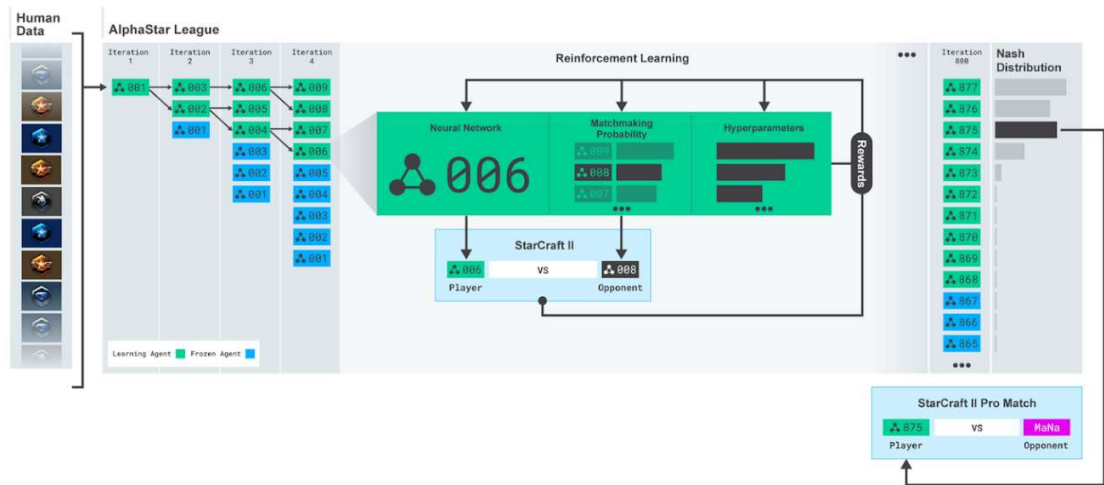 Human
Data
AlphaStar League
Iteration
1
Iteration
2
Iteration
3
Iteration
4
Reinforcement Learning
•••
Iteration
800
Nash
Distribution
001
003
006
009
002
005
008
001
004
007
003
006
002
005
001
004
003
002
001
Neural Network
006
Matchmaking
Probability
009
008
007
•••
Hyperparameters
•••
Rewards
StarCraft II
006
VS
008
Player
Opponent
Learning Agent
Frozen Agent
877
876
875
874
873
872
871
870
869
868
867
866
865
•••
StarCraft II Pro Match
875
VS
MaNa
Player
Opponent